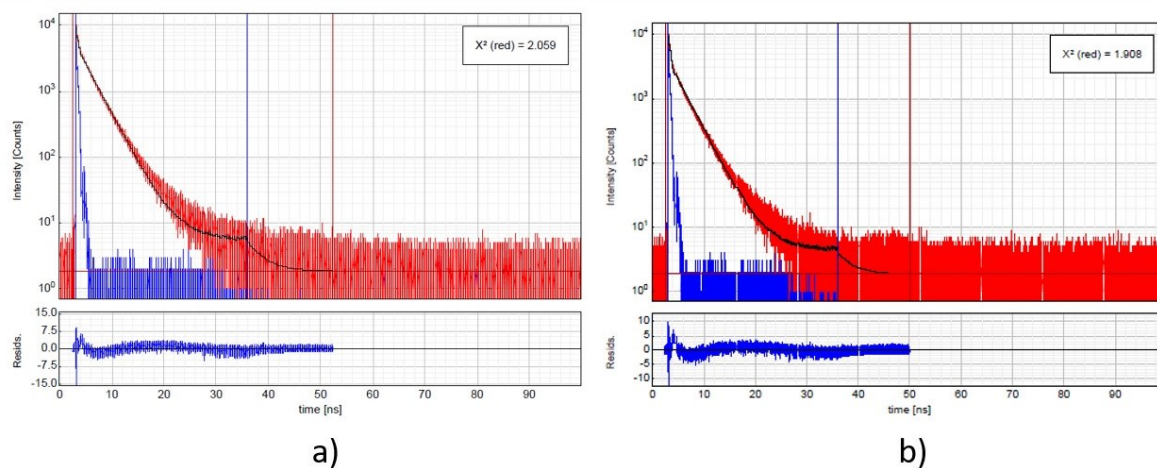 10⁴
X² (red) = 2.059
10³
Intensity [Counts]
10²
10¹
10⁰
15.0
7.5
Resids.
0.0
-7.5
-15.0
0 10 20 30 40 50 60 70 80 90
time [ns]
a)
10⁴
X² (red) = 1.908
10³
Intensity [Counts]
10²
10¹
10⁰
10
5
Resids.
0
-5
-10
0 10 20 30 40 50 60 70 80 90
time [ns]
b)